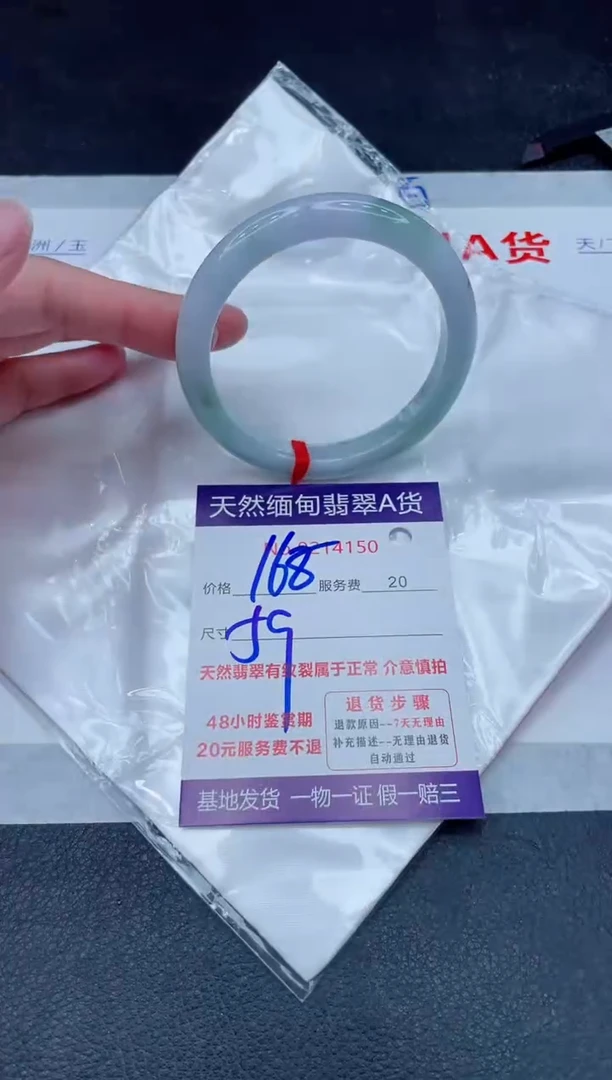 洲/玉
A货
天然缅甸翡翠A货
价格 168 服务费 20
尺寸 59
天然翡翠有纹裂属于正常 介意慎拍
48小时鉴赏期
20元服务费不退
退货步骤
退款原因--7天无理由
补充描述--无理由退货
自动通过
基地发货 一物一证 假一赔三